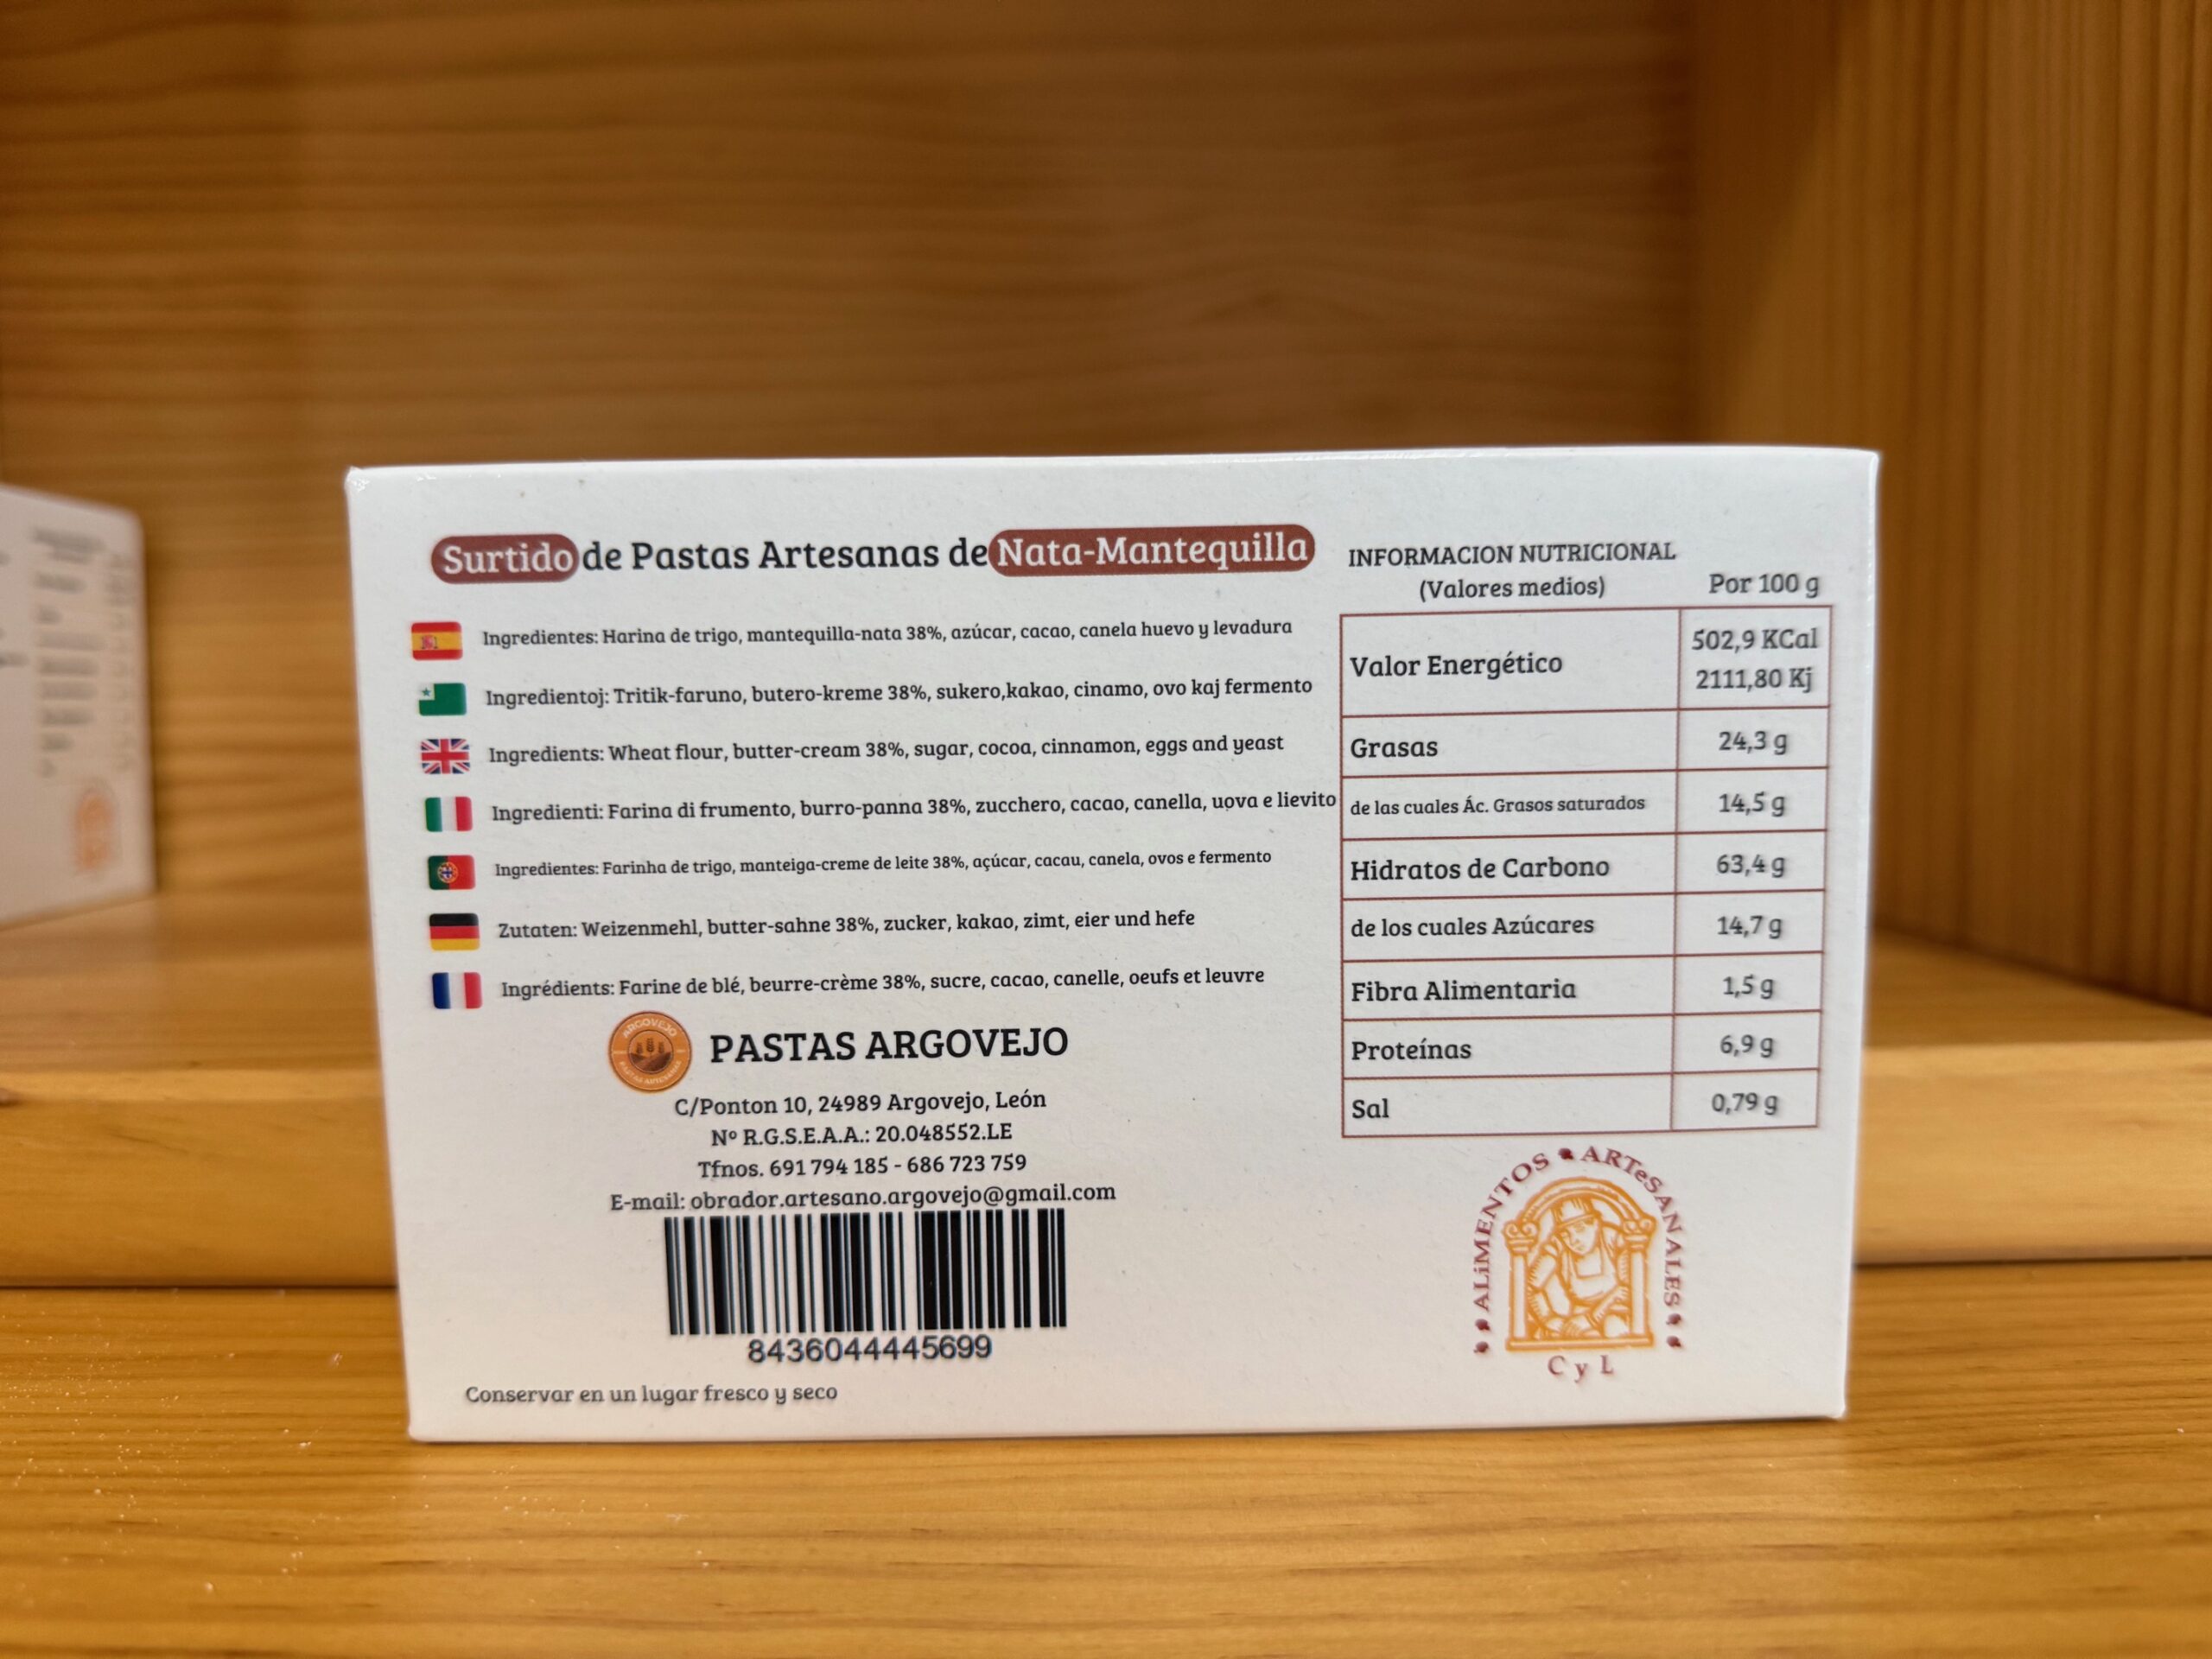 Surtido de Pastas Artesanas de Nata-Mantequilla
Ingredientes: Harina de trigo, mantequilla-nata 38%, azúcar, cacao, canela huevo y levadura
Ingredientoj: Tritik-faruno, butero-kreme 38%, sukero,kakao, cinamo, ovo kaj fermento
Ingredients: Wheat flour, butter-cream 38%, sugar, cocoa, cinnamon, eggs and yeast
Ingredienti: Farina di frumento, burro-panna 38%, zucchero, cacao, canella, uova e lievito
Ingredientes: Farinha de trigo, manteiga-creme de leite 38%, açúcar, cacau, canela, ovos e fermento
Zutaten: Weizenmehl, butter-sahne 38%, zucker, kakao, zimt, eier und hefe
Ingrédients: Farine de blé, beurre-crème 38%, sucre, cacao, canelle, oeufs et leuvre
ARGOVEJO
PASTAS ARTESANAS
PASTAS ARGOVEJO
C/Ponton 10, 24989 Argovejo, León
Nº R.G.S.E.A.A.: 20.048552.LE
Tfnos. 691 794 185 - 686 723 759
E-mail: obrador.artesano.argovejo@gmail.com
8436044445699
Conservar en un lugar fresco y seco
INFORMACION NUTRICIONAL
(Valores medios) Por 100 g
Valor Energético 502,9 KCal
2111,80 Kj
Grasas 24,3 g
de las cuales Ác. Grasos saturados 14,5 g
Hidratos de Carbono 63,4 g
de los cuales Azúcares 14,7 g
Fibra Alimentaria 1,5 g
Proteínas 6,9 g
Sal 0,79 g
ALiMENTOS ARTeSANALES
C y L